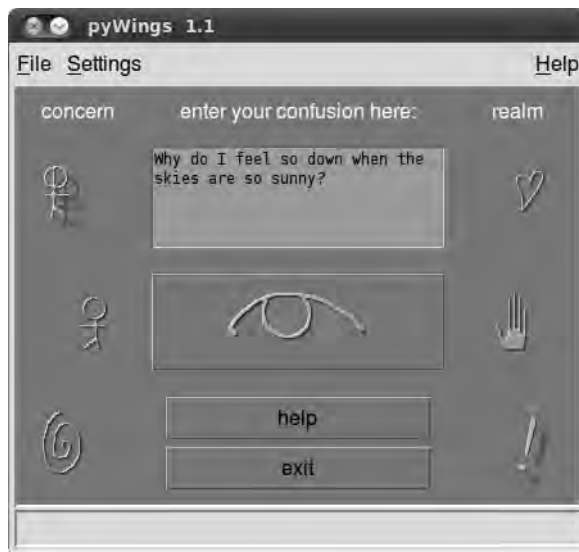 pyWings 1.1
File Settings Help
concern enter your confusion here: realm
Why do I feel so down when the
skies are so sunny?
help
exit